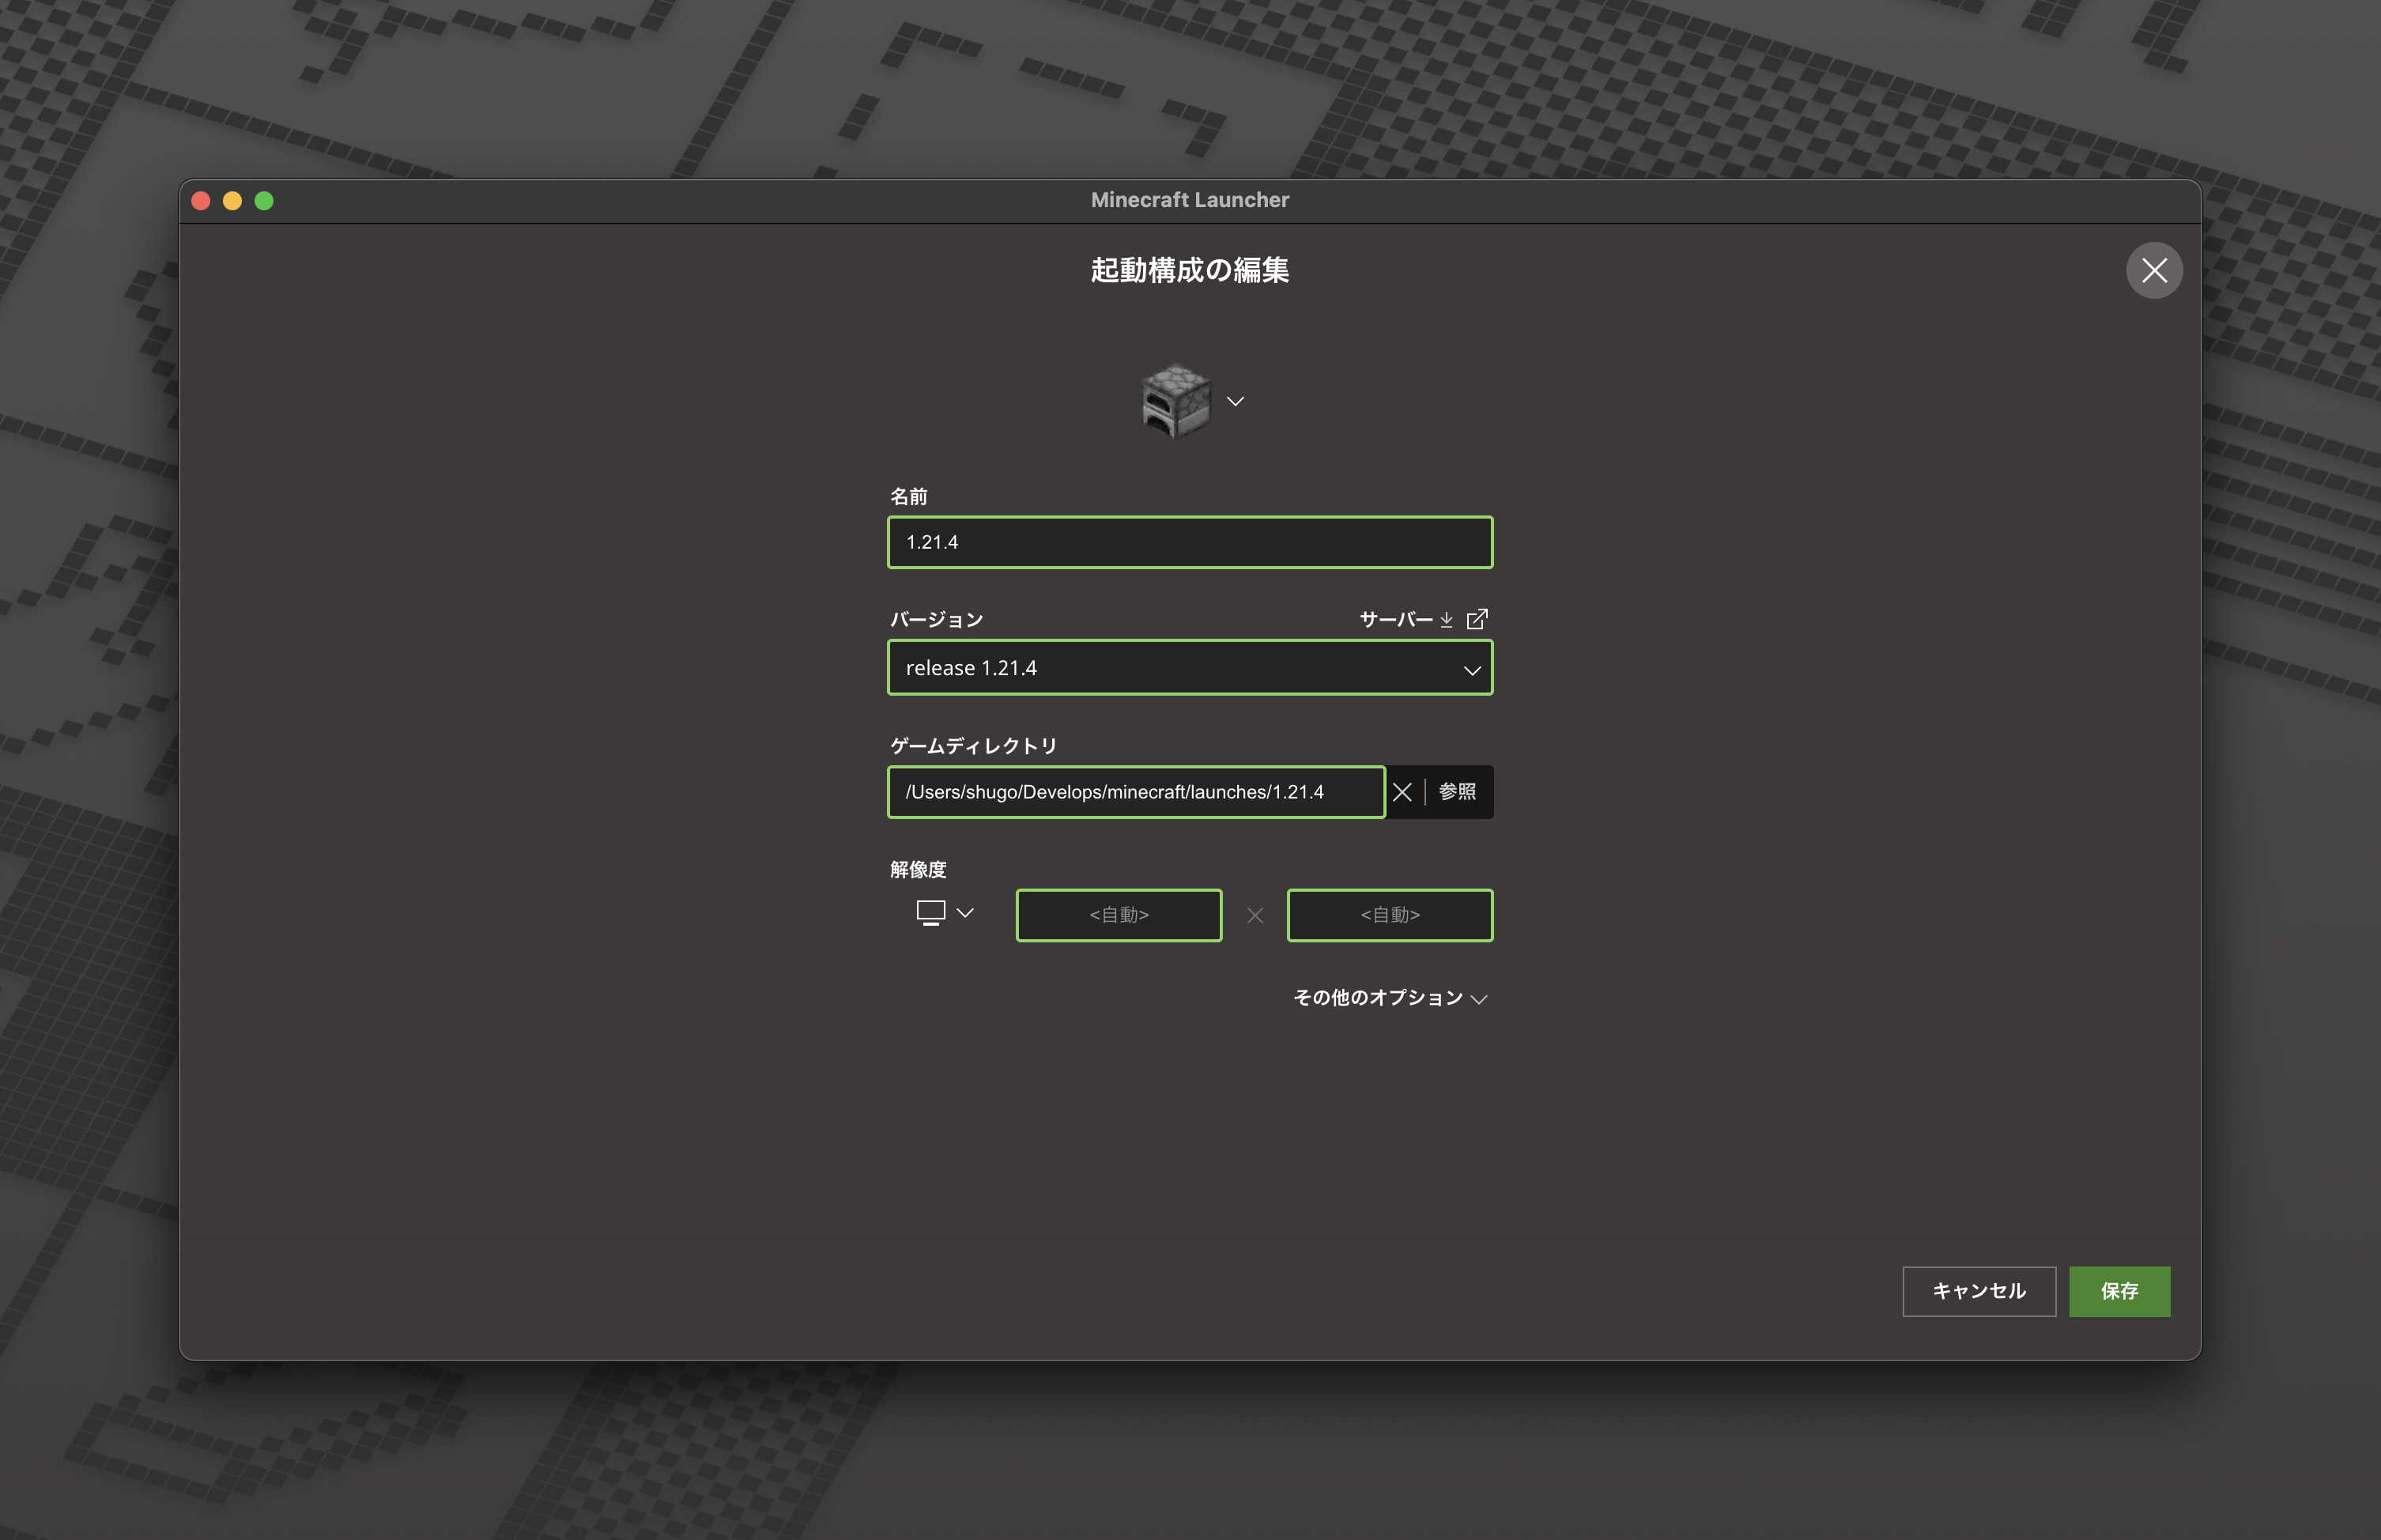 Minecraft Launcher
起動構成の編集
名前
1.21.4
バージョン
サーバー
release 1.21.4
ゲームディレクトリ
/Users/shugo/Develops/minecraft/launches/1.21.4
参照
解像度
<自動>
<自動>
その他のオプション
キャンセル
保存